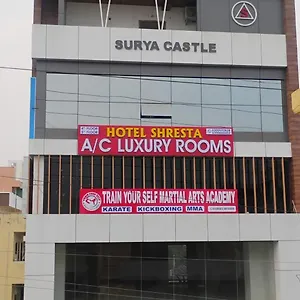 SURYA CASTLE
HOTEL SHRESTA
A/C LUXURY ROOMS
TRAIN YOUR SELF MARTIAL ARTS ACADEMY
KARATE KICKBOXING MMA